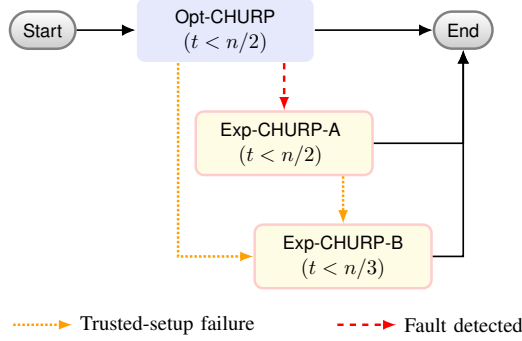 Start
Opt-CHURP
(t < n/2)
End
Exp-CHURP-A
(t < n/2)
Exp-CHURP-B
(t < n/3)
Trusted-setup failure
Fault detected